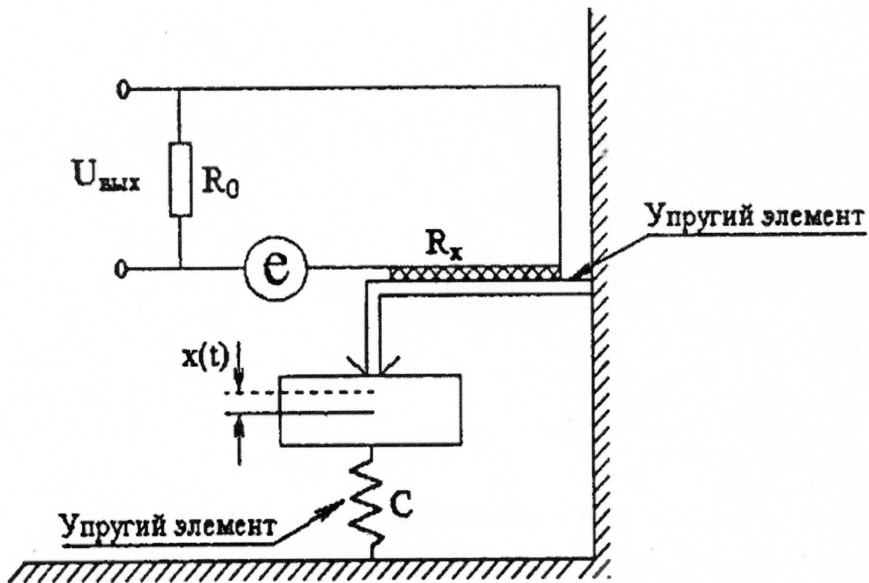 Uвых
R0
e
Rx
Упругий элемент
x(t)
C
Упругий элемент